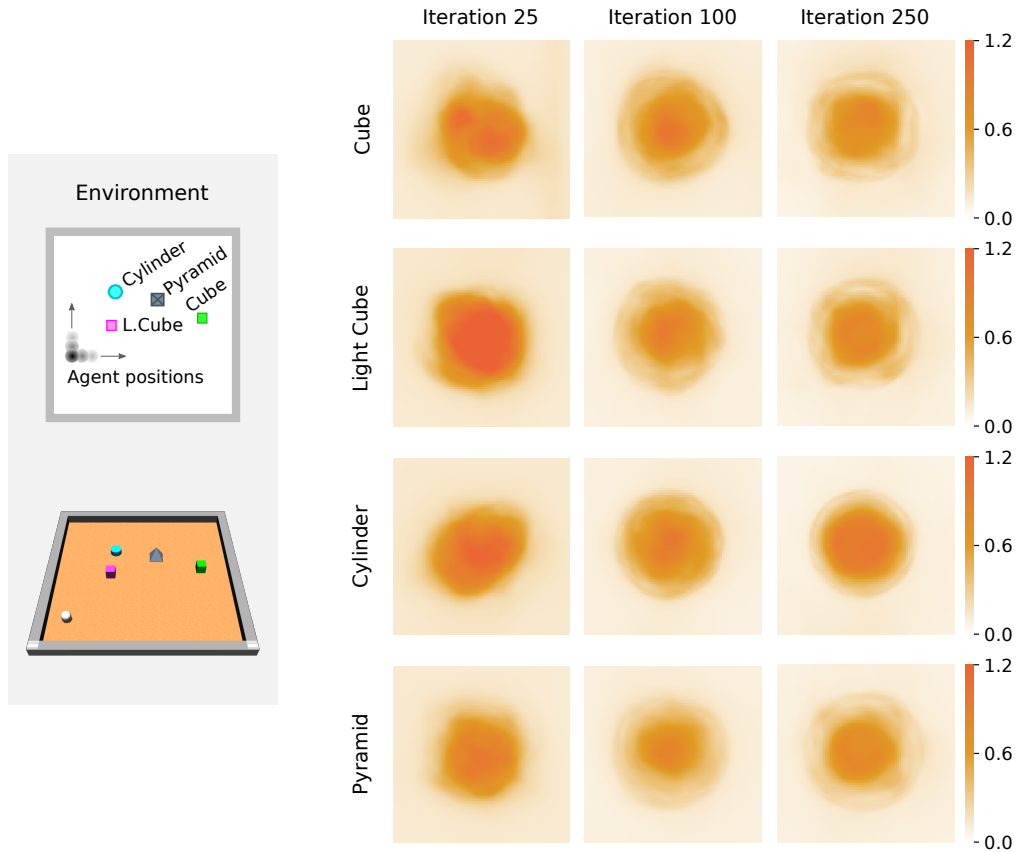 Environment
Cylinder
Pyramid
Cube
L.Cube
Agent positions
Iteration 25
Iteration 100
Iteration 250
Cube
1.2
0.6
0.0
Light Cube
1.2
0.6
0.0
Cylinder
1.2
0.6
0.0
Pyramid
1.2
0.6
0.0